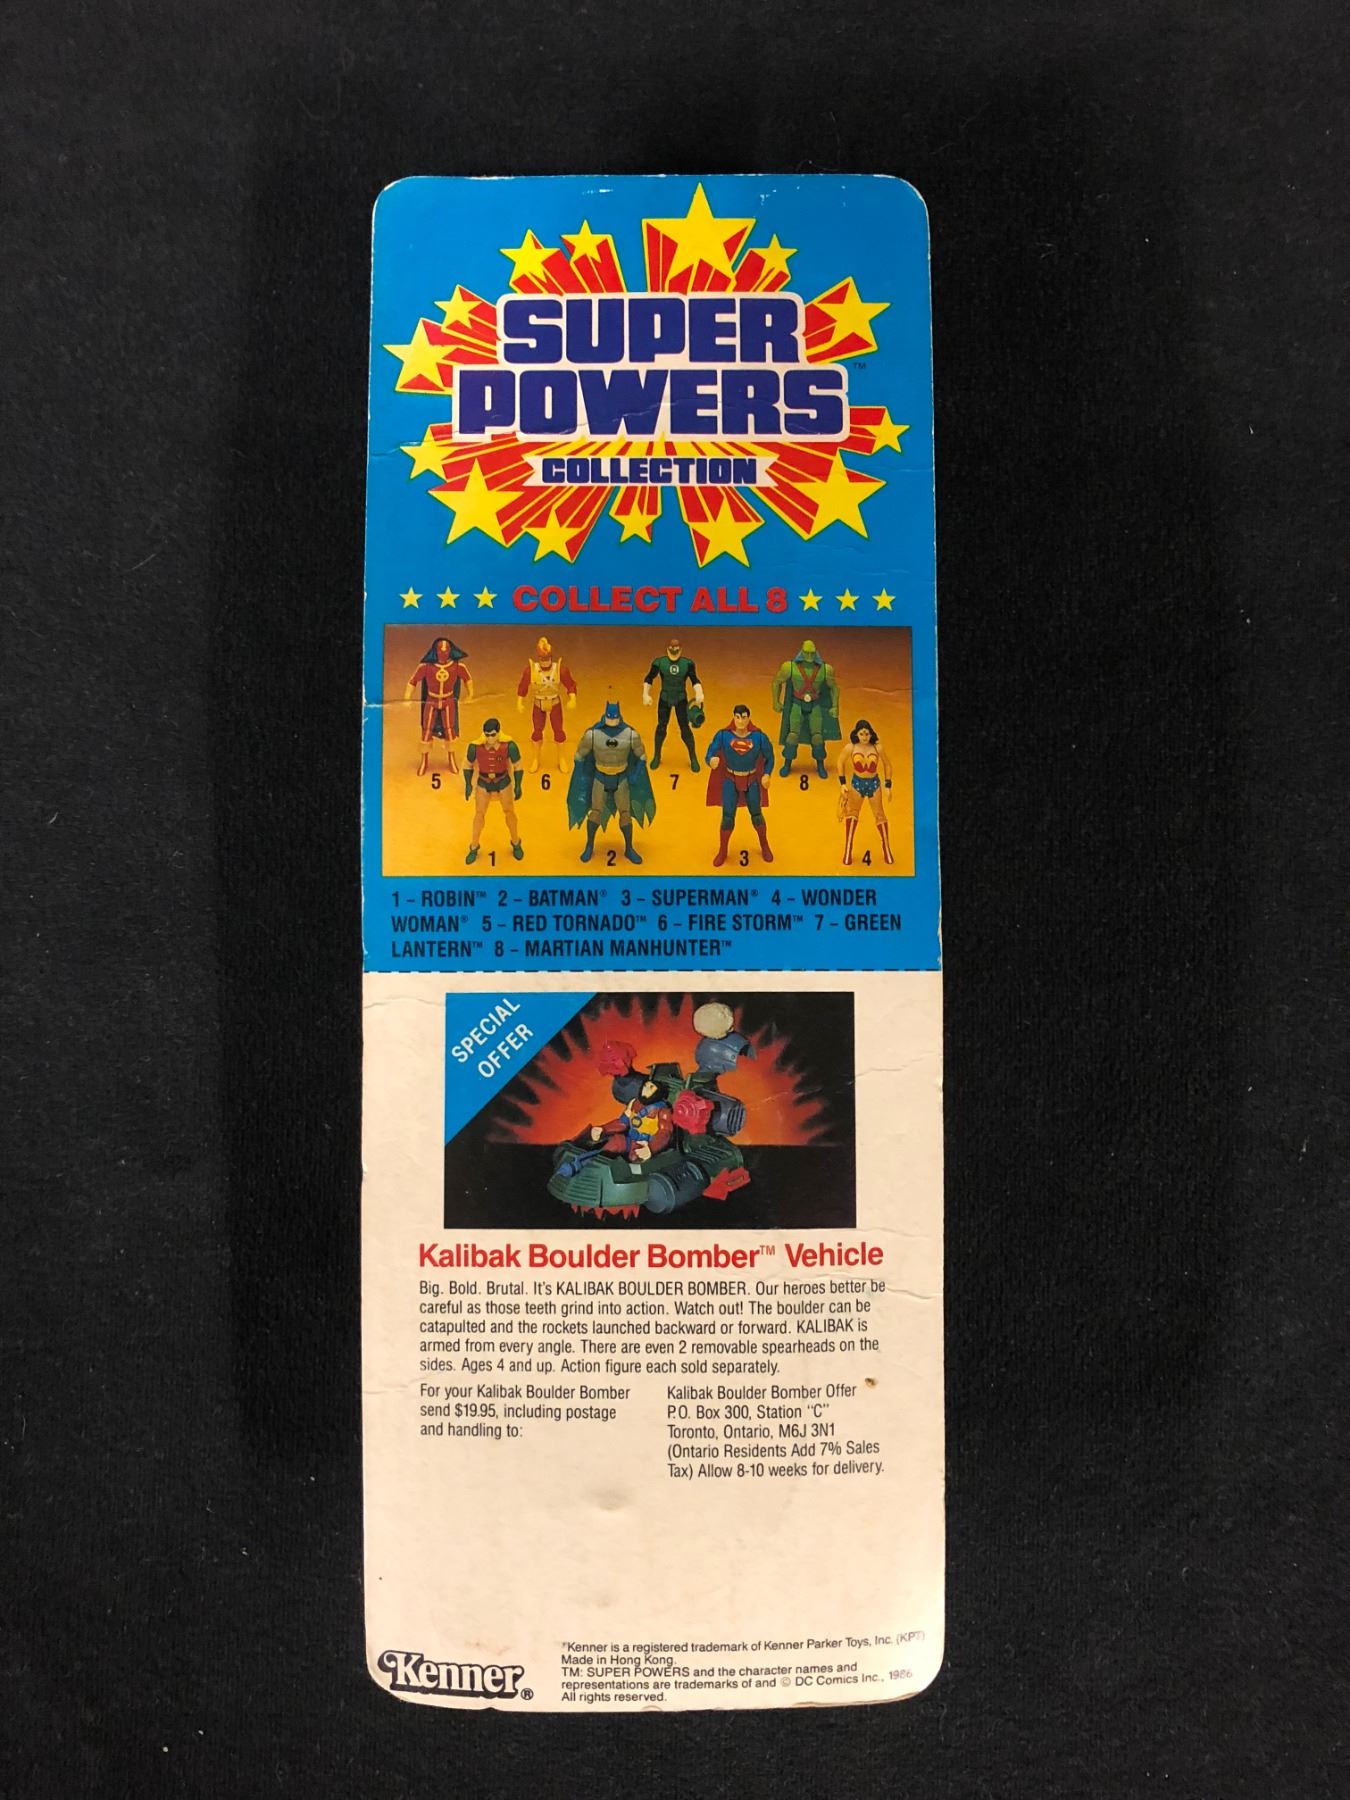 SUPER
POWERS™
COLLECTION
COLLECT ALL 8
5 6 7 8
1 2 3 4
1 – ROBIN™ 2 – BATMAN® 3 – SUPERMAN® 4 – WONDER
WOMAN® 5 – RED TORNADO™ 6 – FIRE STORM™ 7 – GREEN
LANTERN™ 8 – MARTIAN MANHUNTER™
SPECIAL
OFFER
Kalibak Boulder Bomber™ Vehicle
Big. Bold. Brutal. It's KALIBAK BOULDER BOMBER. Our heroes better be
careful as those teeth grind into action. Watch out! The boulder can be
catapulted and the rockets launched backward or forward. KALIBAK is
armed from every angle. There are even 2 removable spearheads on the
sides. Ages 4 and up. Action figure each sold separately.
For your Kalibak Boulder Bomber
send $19.95, including postage
and handling to:
Kalibak Boulder Bomber Offer
P.O. Box 300, Station "C"
Toronto, Ontario, M6J 3N1
(Ontario Residents Add 7% Sales
Tax) Allow 8-10 weeks for delivery.
Kenner®
*Kenner is a registered trademark of Kenner Parker Toys, Inc. (KPT)
Made in Hong Kong.
TM: SUPER POWERS and the character names and
representations are trademarks of and © DC Comics Inc., 1986
All rights reserved.